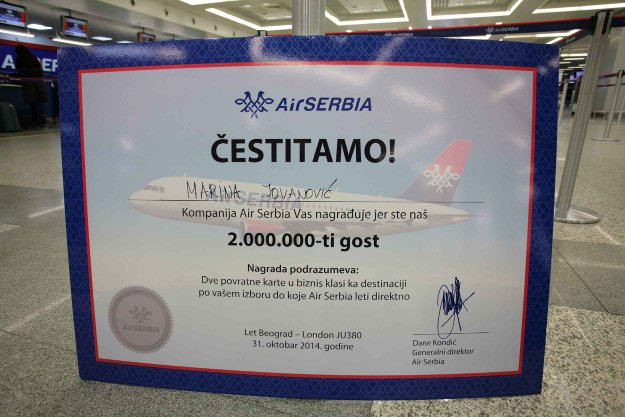 AirSERBIA
ČESTITAMO!
MARINA JOVANOVIĆ
AIR SERBIA
Kompanija Air Serbia Vas nagrađuje jer ste naš
2.000.000-ti gost
Nagrada podrazumeva:
Dve povratne karte u biznis klasi ka destinaciji
po vašem izboru do koje Air Serbia leti direktno
AirSERBIA
Let Beograd – London JU380
31. oktobar 2014. godine
Dane Kondić
Generalni direktor
Air Serbia